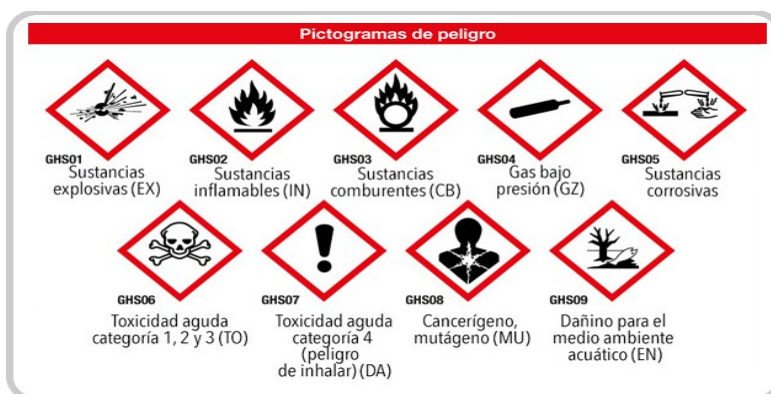 Pictogramas de peligro
GHS01
Sustancias
explosivas (EX)
GHS02
Sustancias
inflamables (IN)
GHS03
Sustancias
comburentes (CB)
GHS04
Gas bajo
presión (GZ)
GHS05
Sustancias
corrosivas
GHS06
Toxicidad aguda
categoría 1, 2 y 3 (TO)
GHS07
Toxicidad aguda
categoría 4
(peligro
de inhalar) (DA)
GHS08
Cancerígeno,
mutágeno (MU)
GHS09
Dañino para el
medio ambiente
acuático (EN)